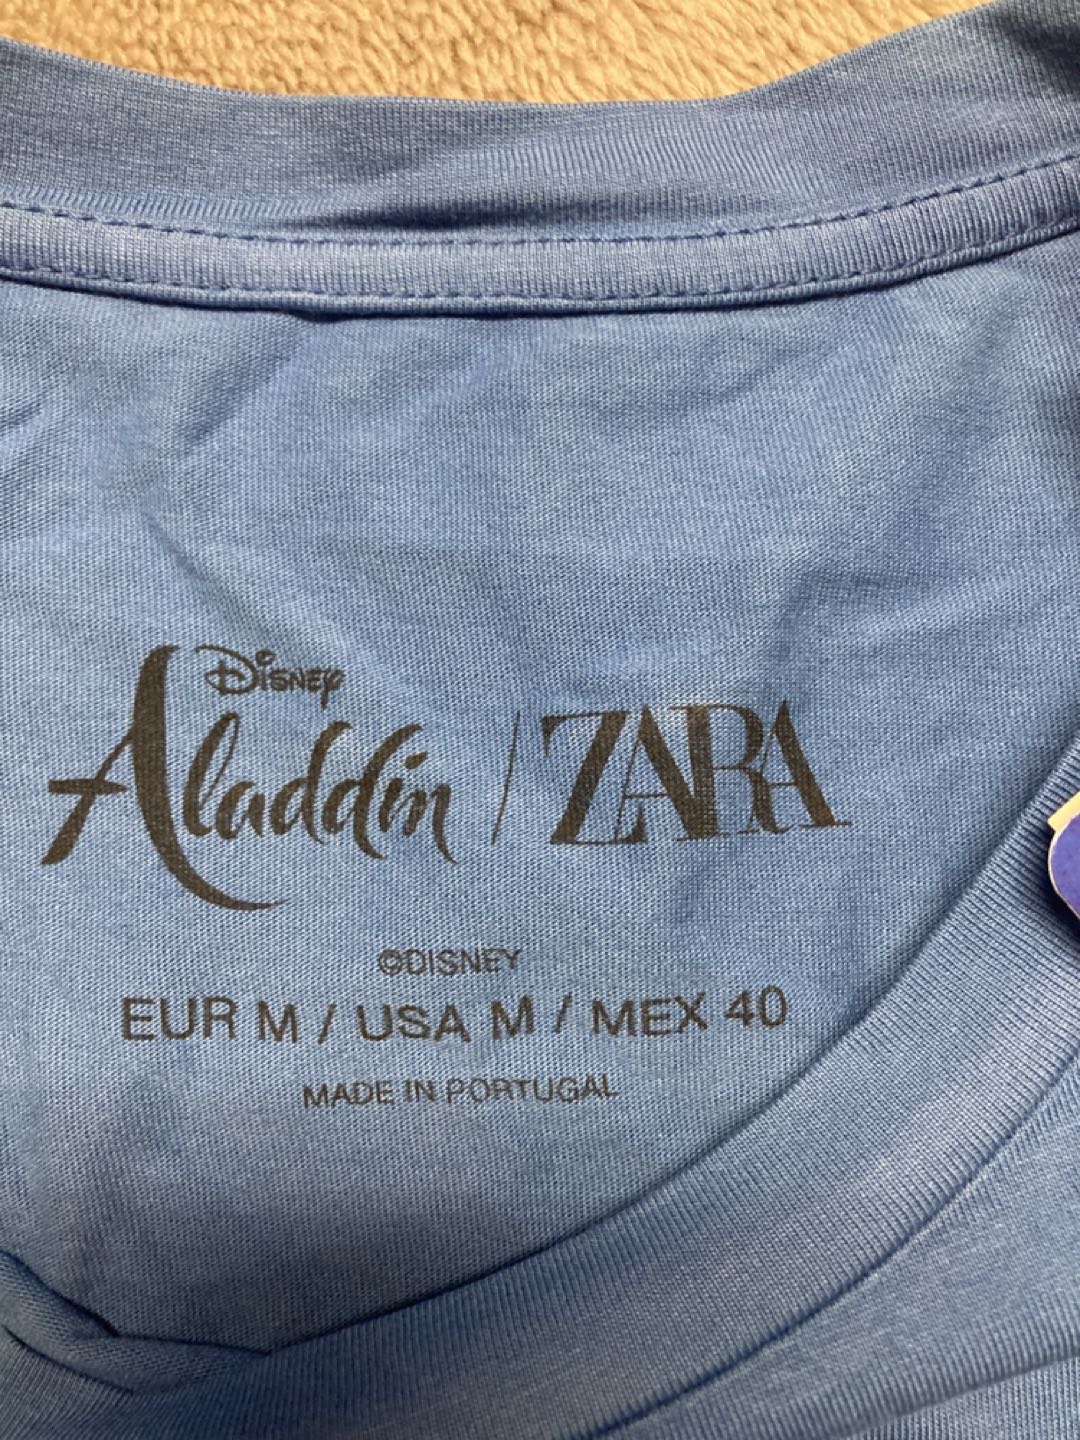 Disney
Aladdin / ZARA
©DISNEY
EUR M / USA M / MEX 40
MADE IN PORTUGAL